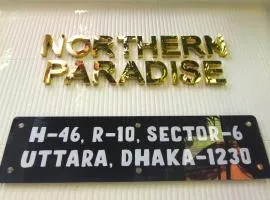 NORTHERN
PARADISE
H-46, R-10, SECTOR-6
UTTARA, DHAKA-1230